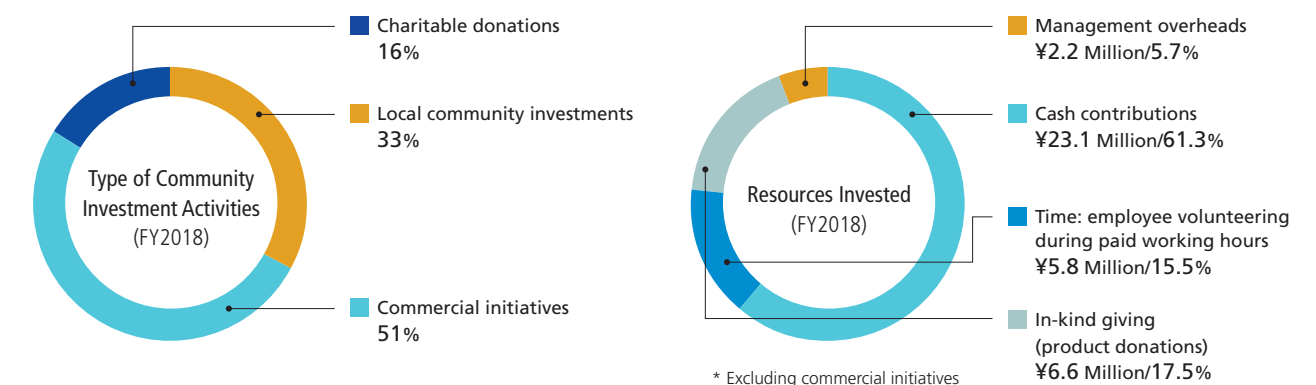 Charitable donations
16%
Local community investments
33%
Type of Community
Investment Activities
(FY2018)
Commercial initiatives
51%
Management overheads
¥2.2 Million/5.7%
Cash contributions
¥23.1 Million/61.3%
Resources Invested
(FY2018)
Time: employee volunteering
during paid working hours
¥5.8 Million/15.5%
In-kind giving
(product donations)
¥6.6 Million/17.5%
* Excluding commercial initiatives